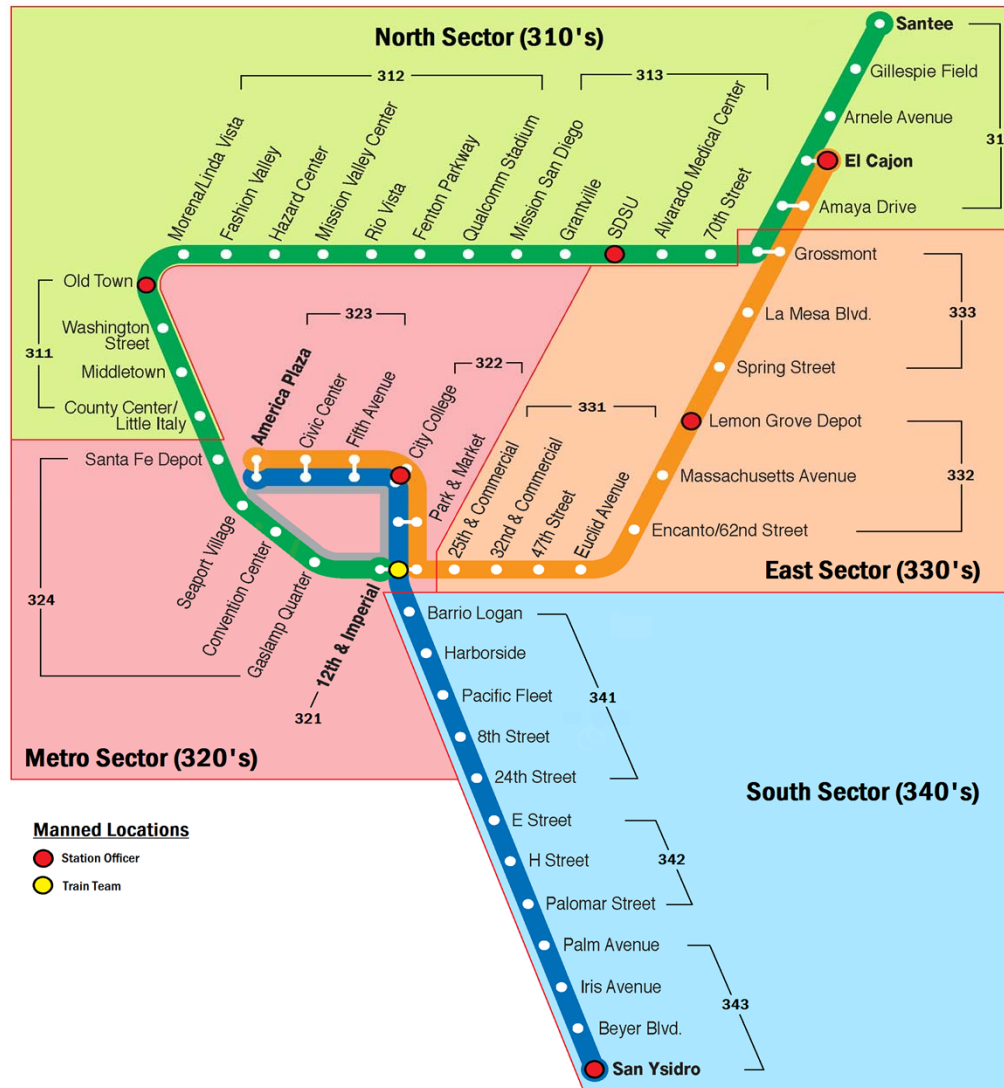 North Sector (310's)
312
313
Santee
Gillespie Field
Arnele Avenue
31
El Cajon
Amaya Drive
Morena/Linda Vista
Fashion Valley
Hazard Center
Mission Valley Center
Rio Vista
Fenton Parkway
Qualcomm Stadium
Mission San Diego
Grantville
SDSU
Alvarado Medical Center
70th Street
Grossmont
Old Town
Washington
Street
311
Middletown
County Center/
Little Italy
323
322
America Plaza
Civic Center
Fifth Avenue
City College
Park & Market
333
La Mesa Blvd.
Spring Street
331
Lemon Grove Depot
25th & Commercial
32nd & Commercial
47th Street
Euclid Avenue
Massachusetts Avenue
332
Encanto/62nd Street
East Sector (330's)
Santa Fe Depot
Seaport Village
Convention Center
Gaslamp Quarter
324
12th & Imperial
321
Metro Sector (320's)
Barrio Logan
Harborside
Pacific Fleet
341
8th Street
24th Street
South Sector (340's)
E Street
H Street
342
Palomar Street
Palm Avenue
Iris Avenue
343
Beyer Blvd.
San Ysidro
Manned Locations
Station Officer
Train Team